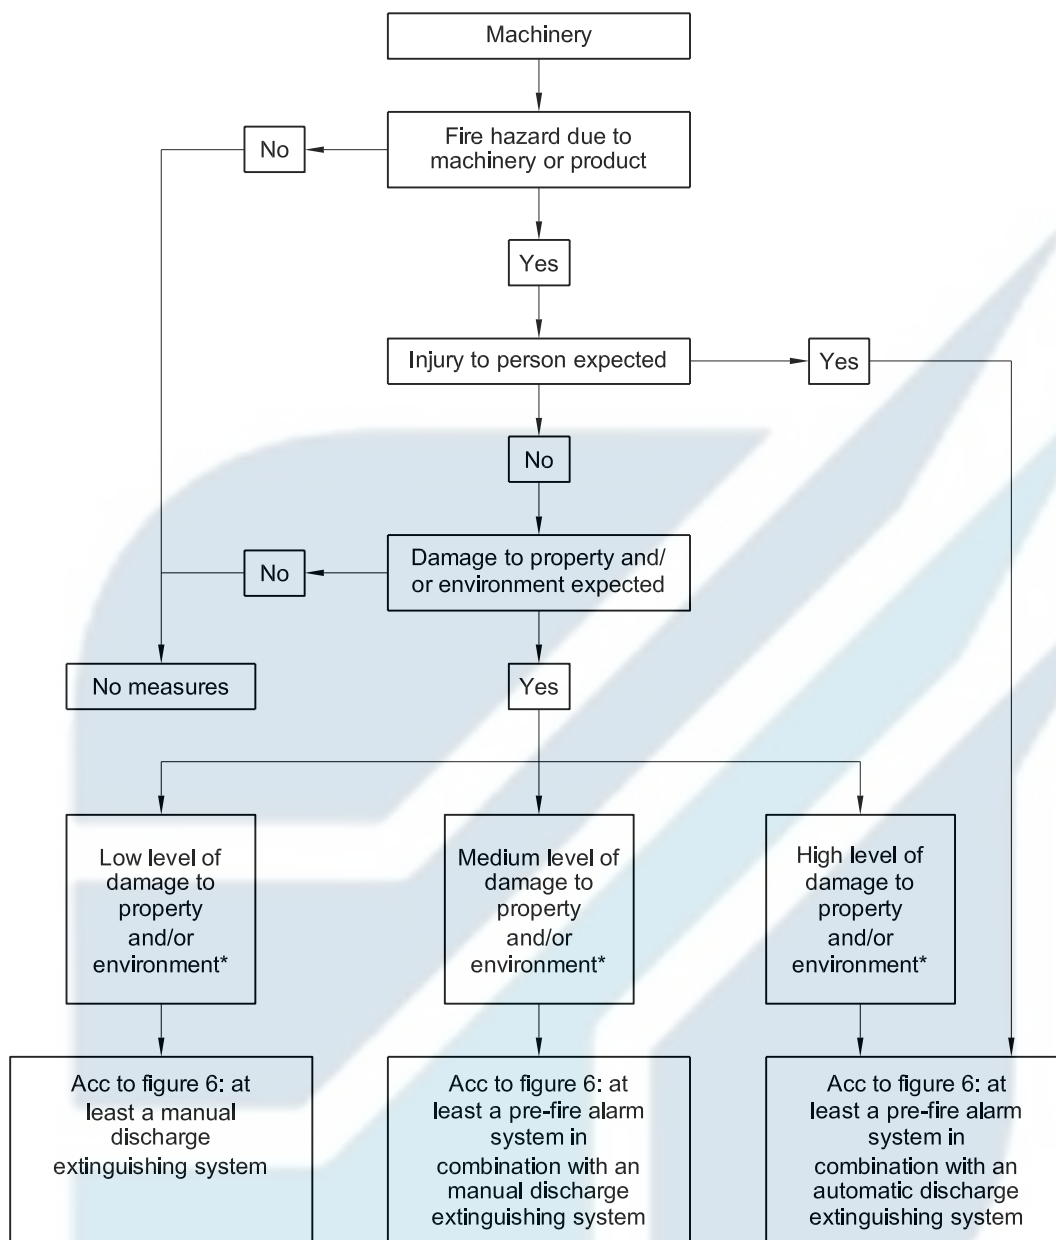 Machinery
Fire hazard due to
machinery or product
No
Yes
Injury to person expected
Yes
No
Damage to property and/
or environment expected
No
No measures
Yes
Low level of
damage to
property
and/or
environment*
Medium level of
damage to
property
and/or
environment*
High level of
damage to
property
and/or
environment*
Acc to figure 6: at
least a manual
discharge
extinguishing system
Acc to figure 6: at
least a pre-fire alarm
system in
combination with an
manual discharge
extinguishing system
Acc to figure 6: at
least a pre-fire alarm
system in
combination with an
automatic discharge
extinguishing system